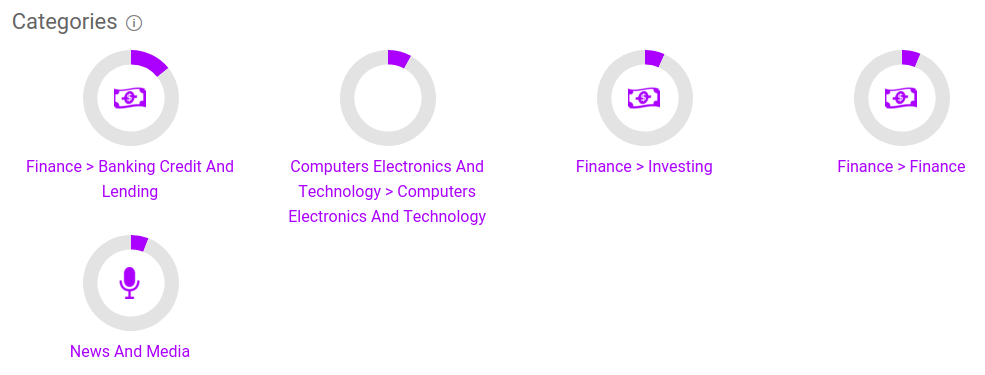 Categories
Finance > Banking Credit And
Lending
Computers Electronics And
Technology > Computers
Electronics And Technology
Finance > Investing
Finance > Finance
News And Media